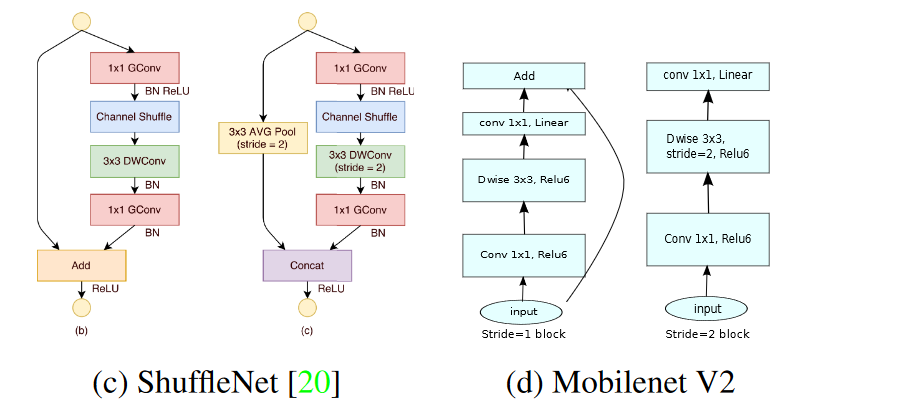 1x1 GConv
BN ReLU
Channel Shuffle
3x3 DWConv
BN
1x1 GConv
BN
Add
ReLU
(b)
1x1 GConv
BN ReLU
Channel Shuffle
3x3 AVG Pool
(stride = 2)
3x3 DWConv
(stride = 2)
BN
1x1 GConv
BN
Concat
ReLU
(c)
(c) ShuffleNet [20]
Add
conv 1x1, Linear
Dwise 3x3, Relu6
Conv 1x1, Relu6
input
Stride=1 block
conv 1x1, Linear
Dwise 3x3,
stride=2, Relu6
Conv 1x1, Relu6
input
Stride=2 block
(d) Mobilenet V2